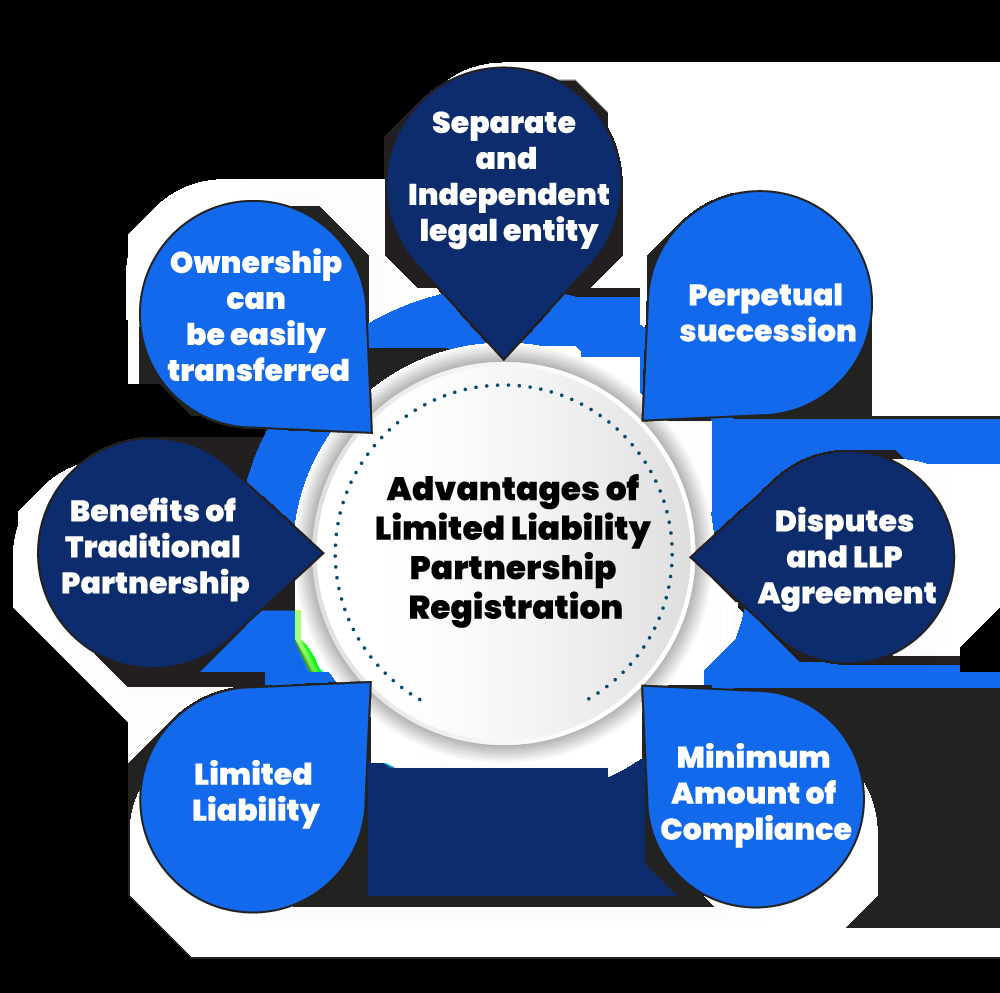 Separate
and
Independent
legal entity
Ownership
can
be easily
transferred
Perpetual
succession
Advantages of
Limited Liability
Partnership
Registration
Benefits of
Traditional
Partnership
Disputes
and LLP
Agreement
Limited
Liability
Minimum
Amount of
Compliance